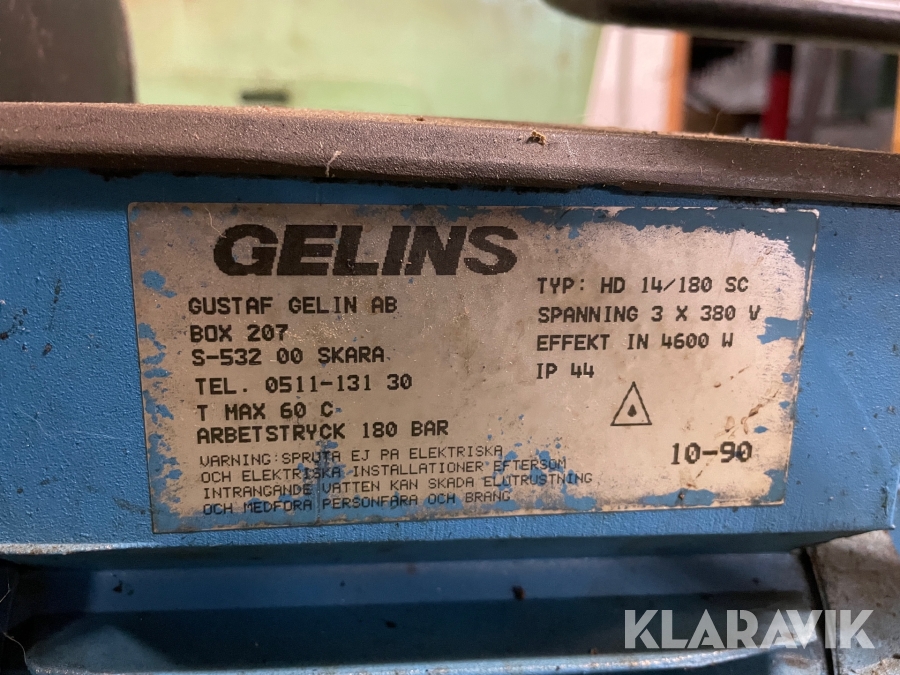 GELINS
GUSTAF GELIN AB
BOX 207
S-532 00 SKARA
TEL. 0511-131 30
T MAX 60 C
ARBETSTRYCK 180 BAR
VARNING: SPRUTA EJ PA ELEKTRISKA
OCH ELEKTRISKA INSTALLATIONER EFTERSOM
INTRANGANDE VATTEN KAN SKADA ELUTRUSTNING
OCH MEDFORA PERSONFARA OCH BRANG
TYP: HD 14/180 SC
SPANNING 3 X 380 V
EFFEKT IN 4600 W
IP 44
10-90
KLARAVIK